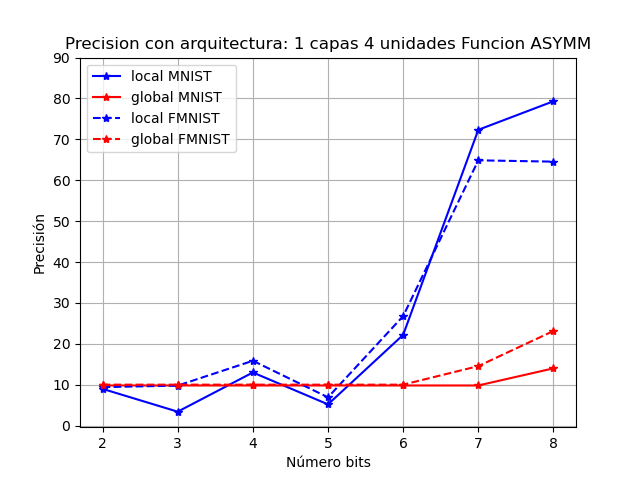 Precision con arquitectura: 1 capas 4 unidades Funcion ASYMM
90
80
70
60
50
40
30
20
10
0
Precisión
local MNIST
global MNIST
local FMNIST
global FMNIST
2 3 4 5 6 7 8
Número bits